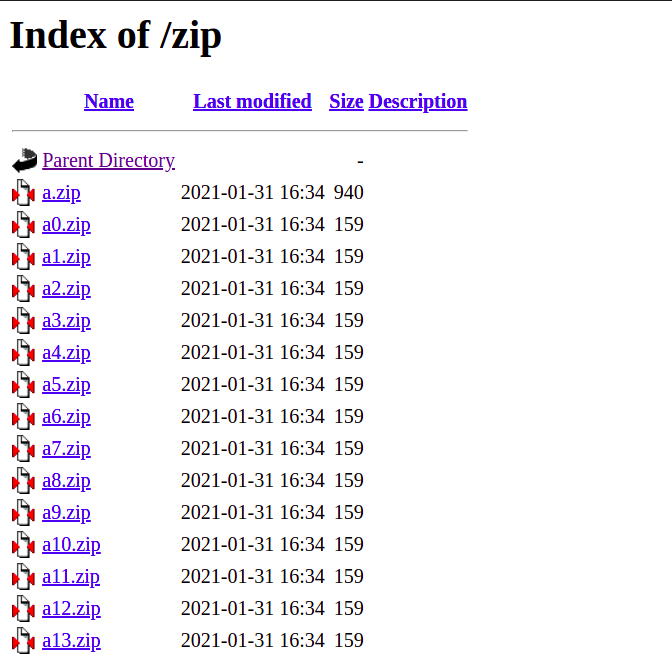 Index of /zip
Name Last modified Size Description
Parent Directory -
a.zip 2021-01-31 16:34 940
a0.zip 2021-01-31 16:34 159
a1.zip 2021-01-31 16:34 159
a2.zip 2021-01-31 16:34 159
a3.zip 2021-01-31 16:34 159
a4.zip 2021-01-31 16:34 159
a5.zip 2021-01-31 16:34 159
a6.zip 2021-01-31 16:34 159
a7.zip 2021-01-31 16:34 159
a8.zip 2021-01-31 16:34 159
a9.zip 2021-01-31 16:34 159
a10.zip 2021-01-31 16:34 159
a11.zip 2021-01-31 16:34 159
a12.zip 2021-01-31 16:34 159
a13.zip 2021-01-31 16:34 159